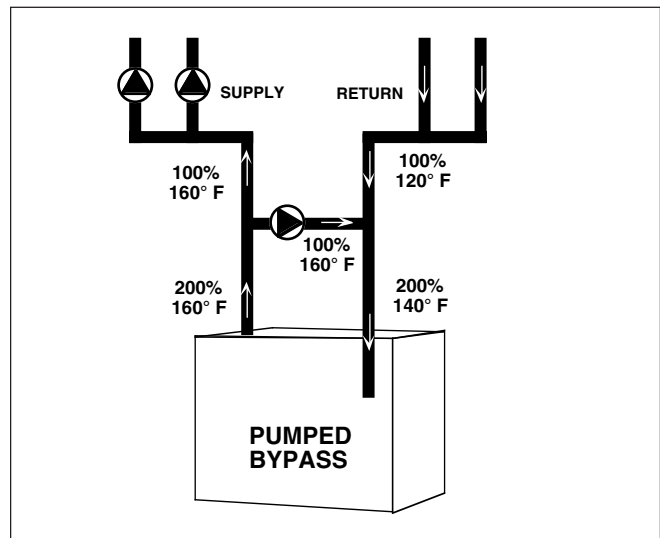 SUPPLY
RETURN
100%
160° F
100%
120° F
100%
160° F
200%
160° F
200%
140° F
PUMPED
BYPASS